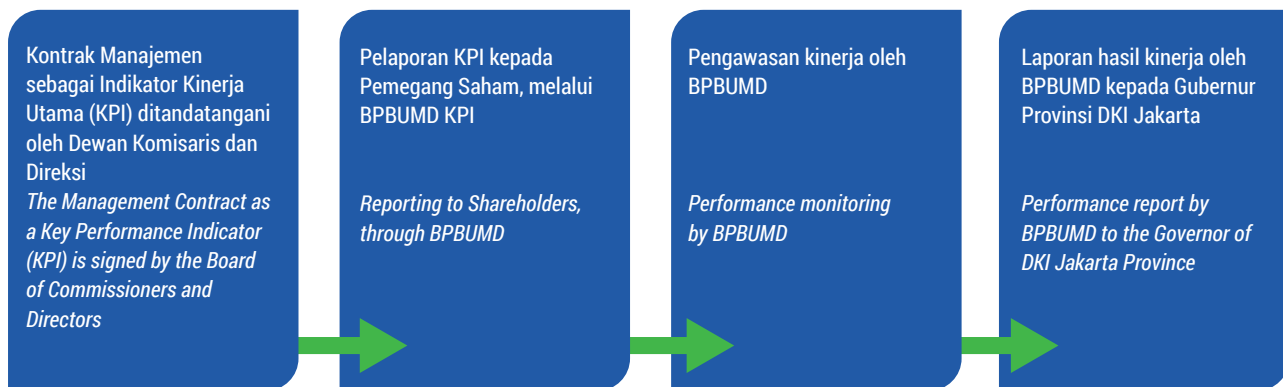 Kontrak Manajemen
sebagai Indikator Kinerja
Utama (KPI) ditandatangani
oleh Dewan Komisaris dan
Direksi
The Management Contract as
a Key Performance Indicator
(KPI) is signed by the Board
of Commissioners and
Directors
Pelaporan KPI kepada
Pemegang Saham, melalui
BPBUMD KPI
Reporting to Shareholders,
through BPBUMD
Pengawasan kinerja oleh
BPBUMD
Performance monitoring
by BPBUMD
Laporan hasil kinerja oleh
BPBUMD kepada Gubernur
Provinsi DKI Jakarta
Performance report by
BPBUMD to the Governor of
DKI Jakarta Province